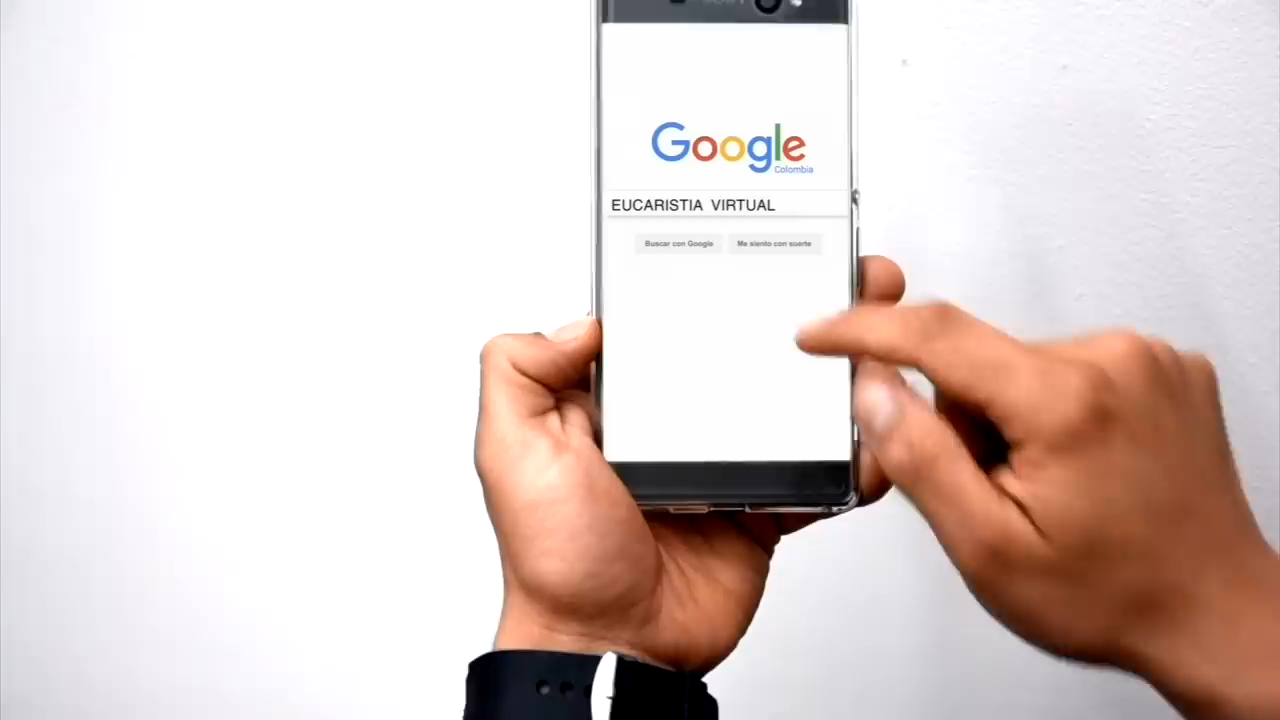 Google
Colombia
EUCARISTIA VIRTUAL
Buscar con Google
Me siento con suerte